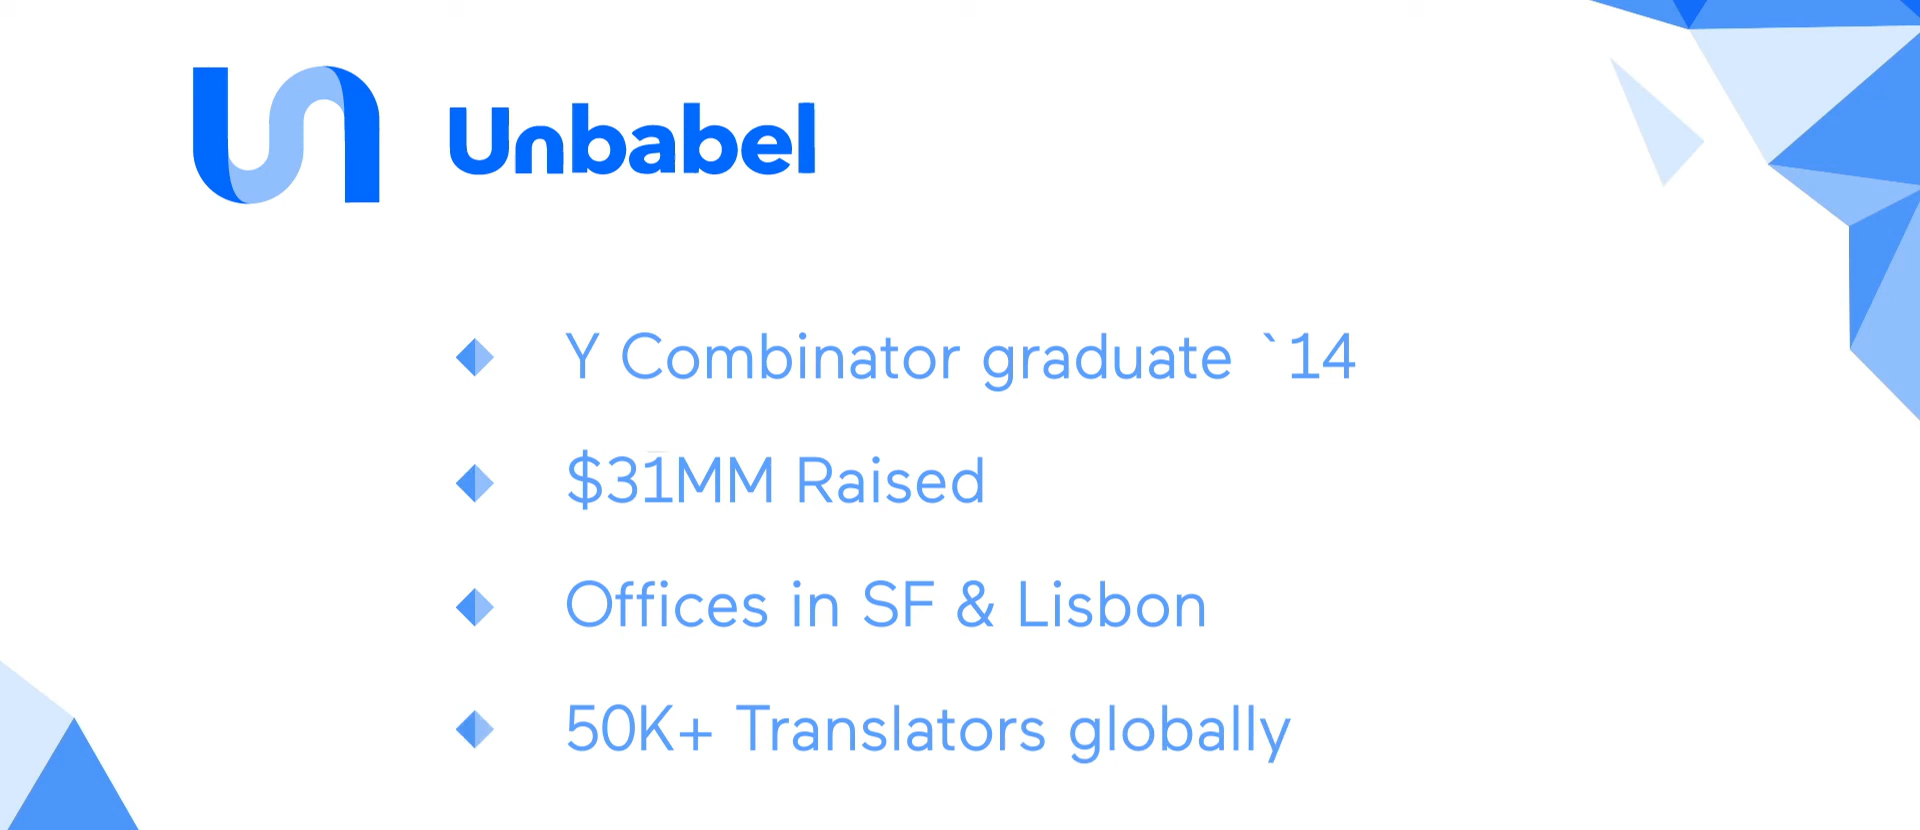 Unbabel
Y Combinator graduate `14
$31MM Raised
Offices in SF & Lisbon
50K+ Translators globally